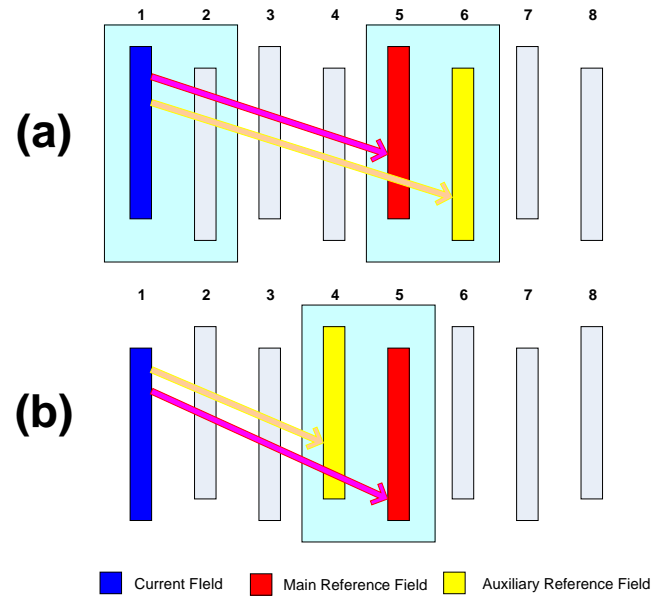 1 2 3 4 5 6 7 8
(a)
1 2 3 4 5 6 7 8
(b)
Current FIeld Main Reference Field Auxiliary Reference Field